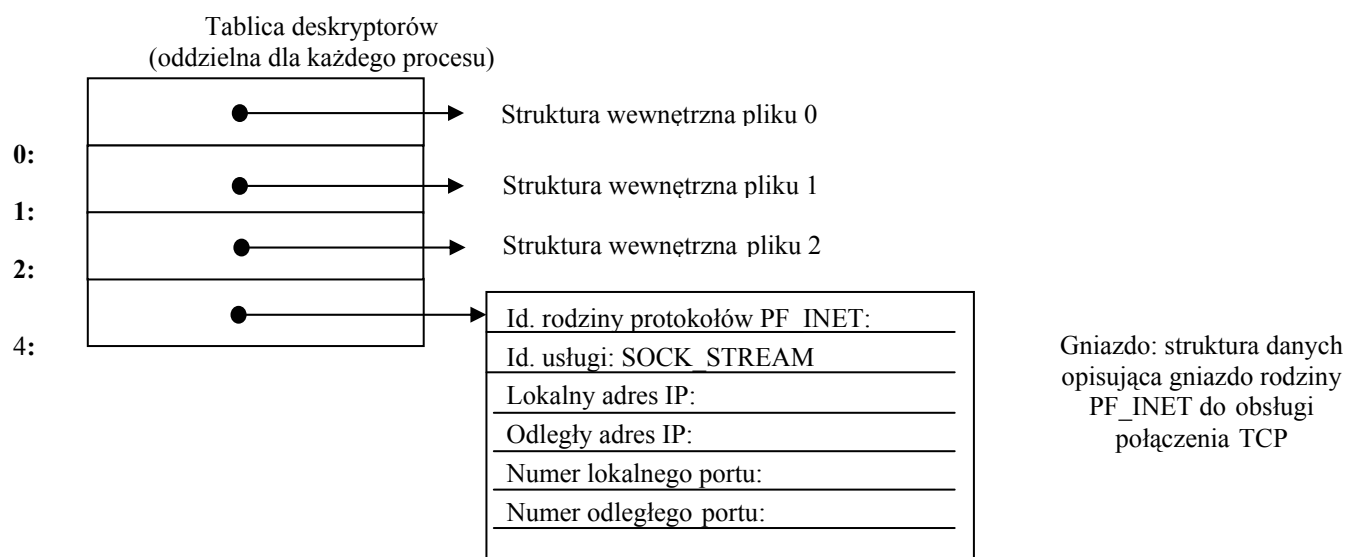 Tablica deskryptorów
(oddzielna dla każdego procesu)
Struktura wewnętrzna pliku 0
0:
Struktura wewnętrzna pliku 1
1:
Struktura wewnętrzna pliku 2
2:
Id. rodziny protokołów PF_INET:
4:
Id. usługi: SOCK_STREAM
Lokalny adres IP:
Odległy adres IP:
Numer lokalnego portu:
Numer odległego portu:
Gniazdo: struktura danych
opisująca gniazdo rodziny
PF_INET do obsługi
połączenia TCP